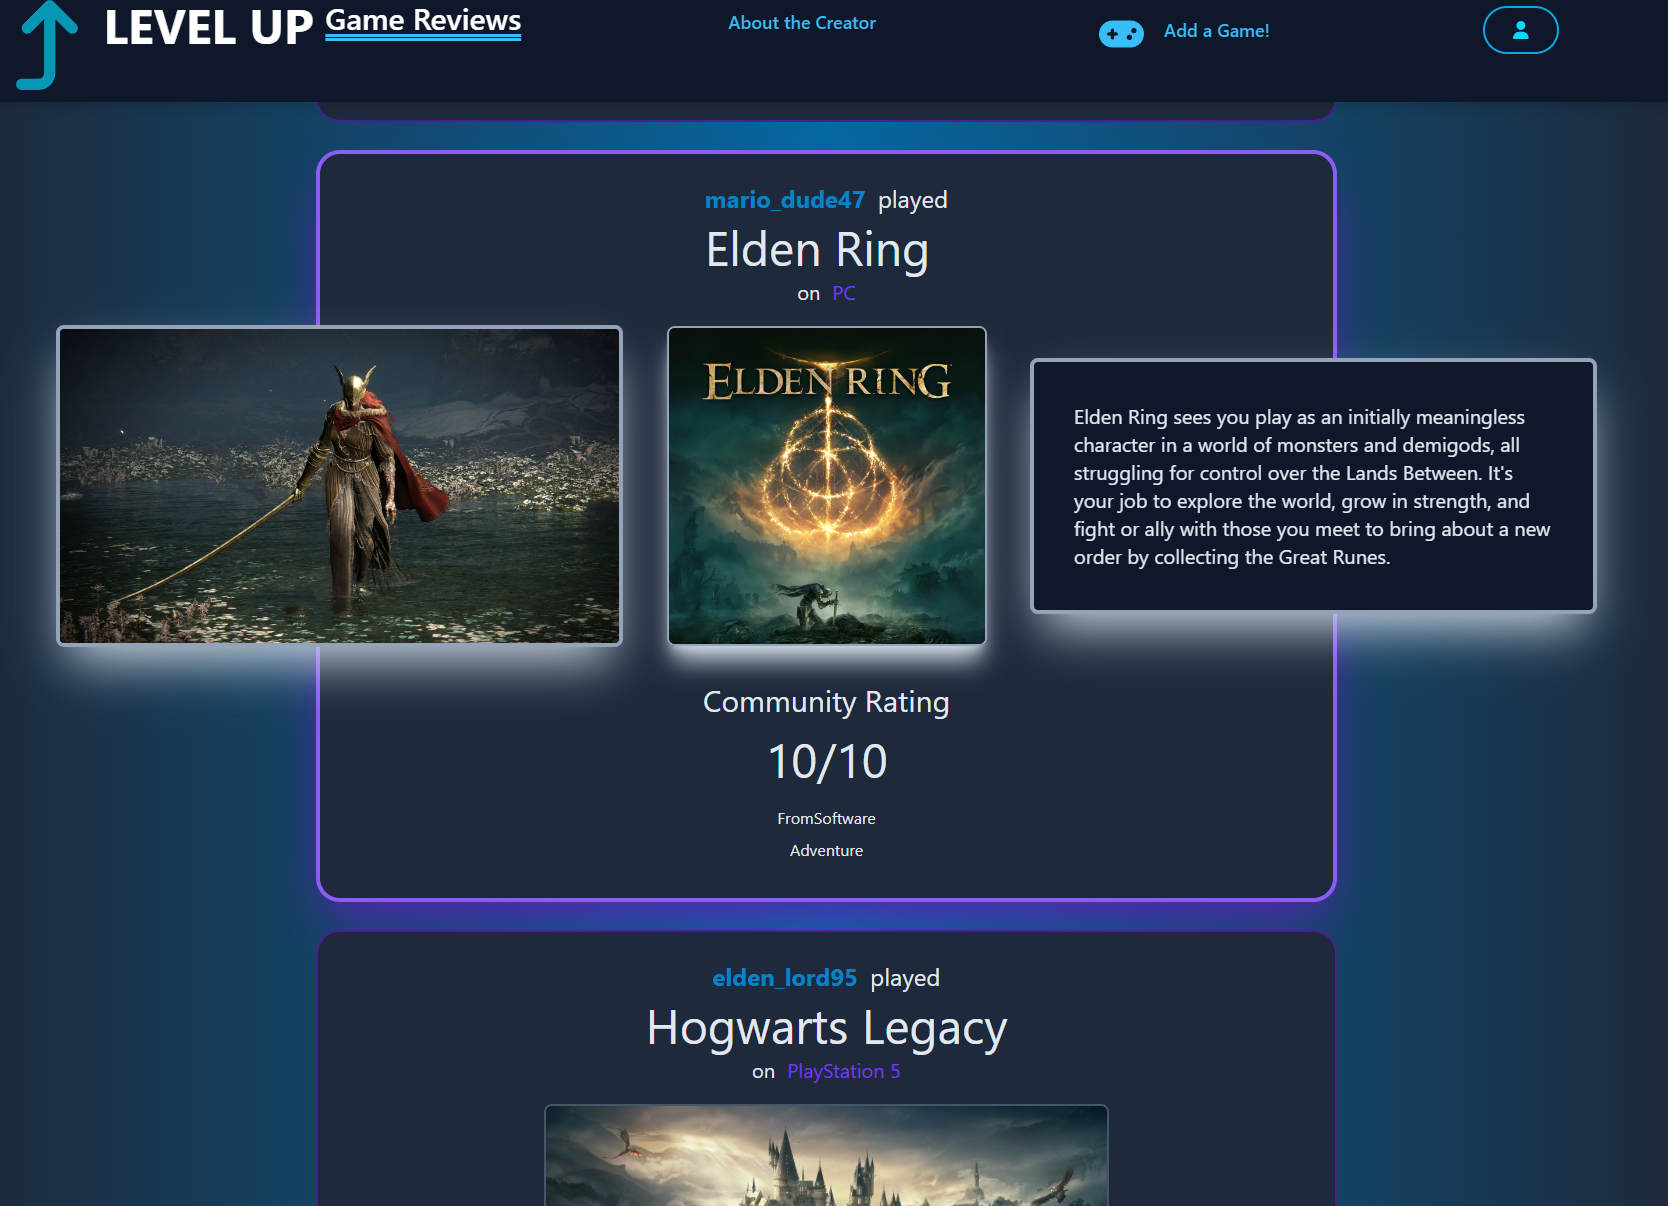 LEVEL UP Game Reviews
About the Creator
Add a Game!
mario_dude47 played
Elden Ring
on PC
ELDEN RING
Elden Ring sees you play as an initially meaningless
character in a world of monsters and demigods, all
struggling for control over the Lands Between. It's
your job to explore the world, grow in strength, and
fight or ally with those you meet to bring about a new
order by collecting the Great Runes.
Community Rating
10/10
FromSoftware
Adventure
elden_lord95 played
Hogwarts Legacy
on PlayStation 5